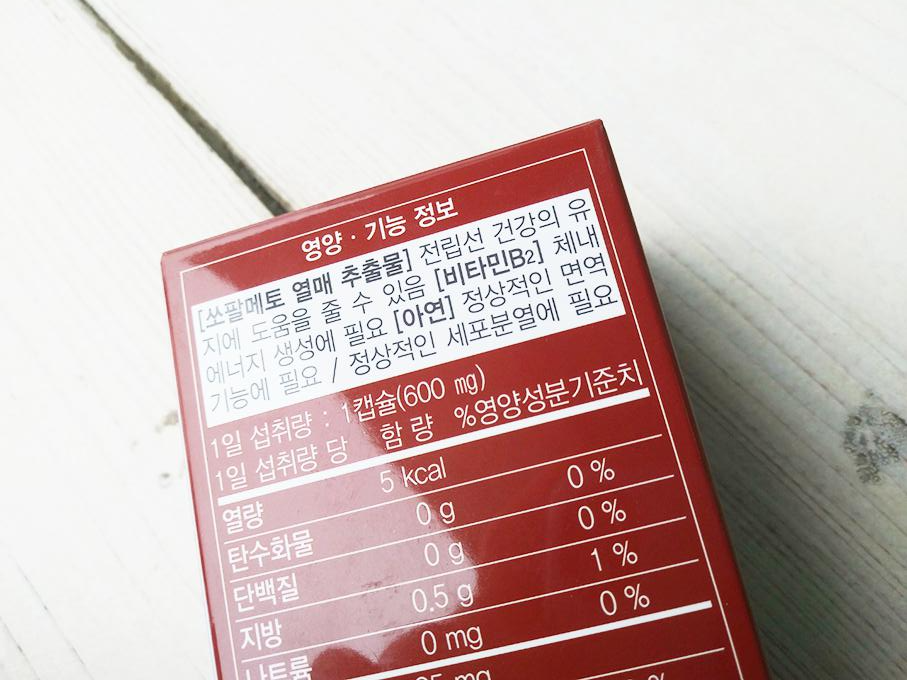 영양 · 기능 정보
[쏘팔메토 열매 추출물] 전립선 건강의 유
지에 도움을 줄 수 있음 [비타민B2] 체내
에너지 생성에 필요 [아연] 정상적인 면역
기능에 필요 / 정상적인 세포분열에 필요
1일 섭취량 : 1캡슐(600 mg)
1일 섭취량 당 함 량 %영양성분기준치
열량 5 kcal
탄수화물 0 g 0 %
단백질 0 g 0 %
지방 0.5 g 1 %
나트륨 0 mg 0 %